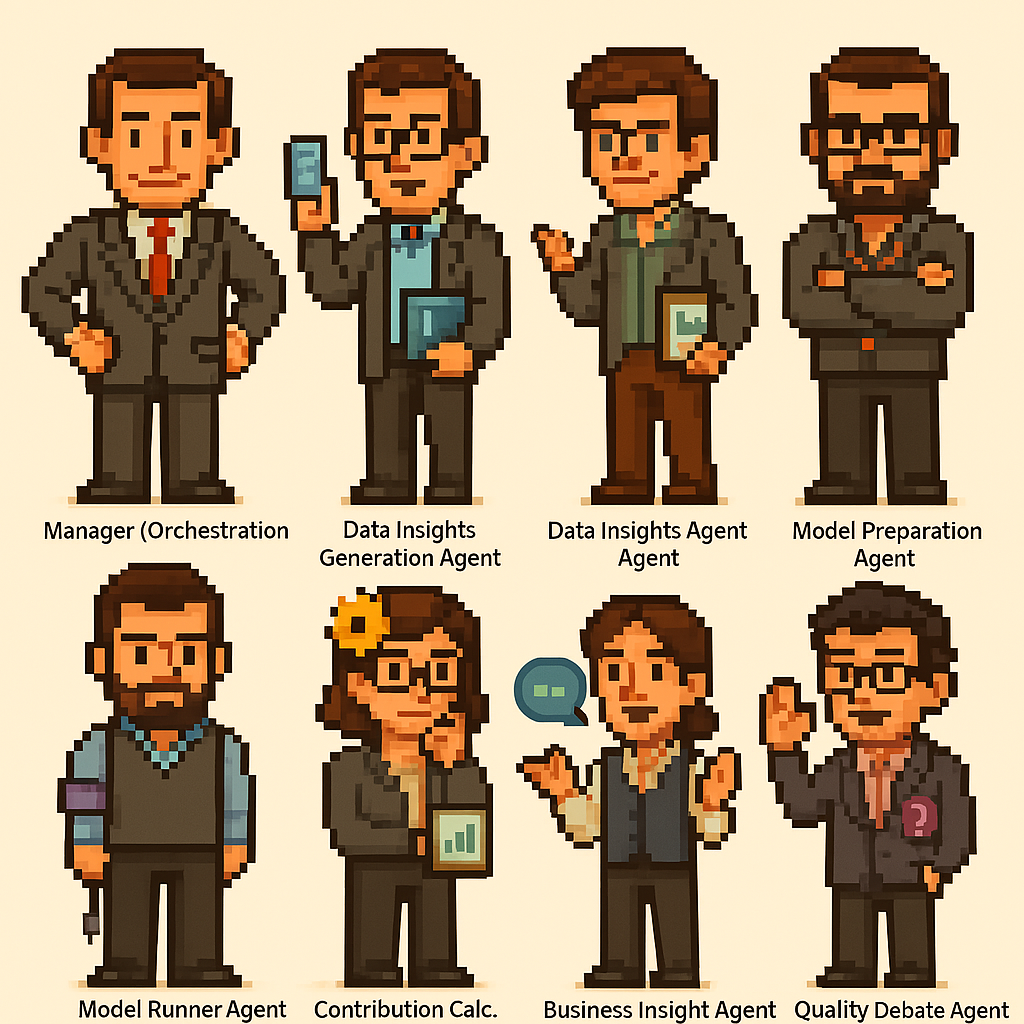 Manager (Orchestration
Data Insights
Generation Agent
Data Insights Agent
Agent
Model Preparation
Agent
Model Runner Agent
Contribution Calc.
Business Insight Agent
Quality Debate Agent
?